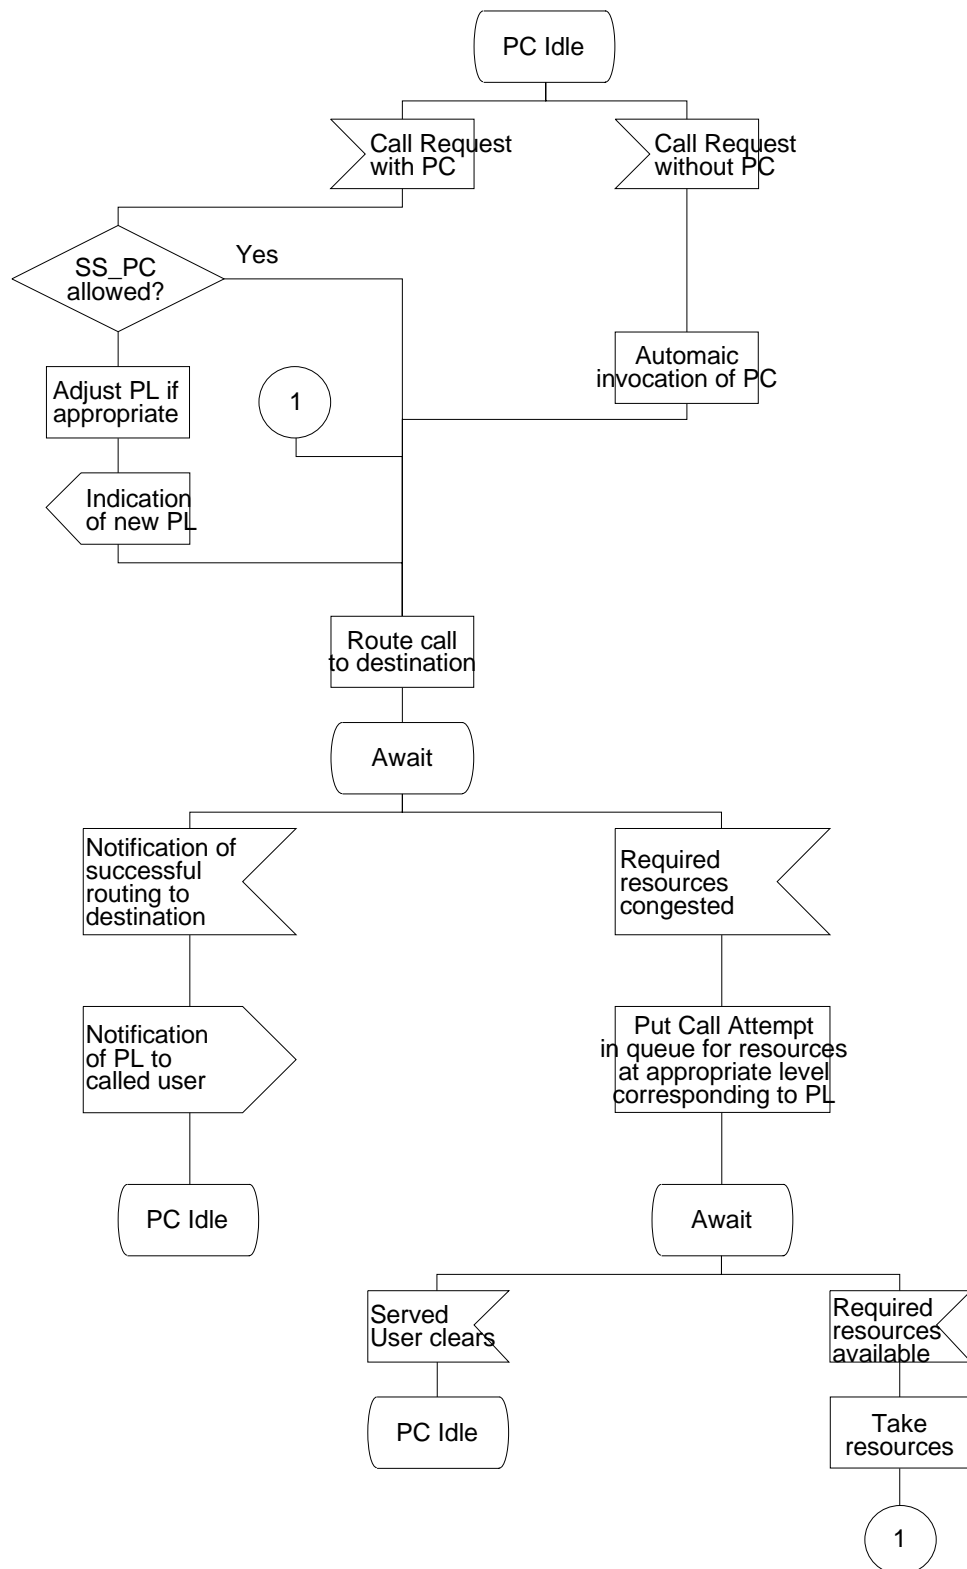 PC Idle
Call Request
with PC
Call Request
without PC
SS_PC
allowed?
Yes
Automaic
invocation of PC
Adjust PL if
appropriate
1
Indication
of new PL
Route call
to destination
Await
Notification of
successful
routing to
destination
Required
resources
congested
Notification
of PL to
called user
Put Call Attempt
in queue for resources
at appropriate level
corresponding to PL
PC Idle
Await
Served
User clears
Required
resources
available
PC Idle
Take
resources
1